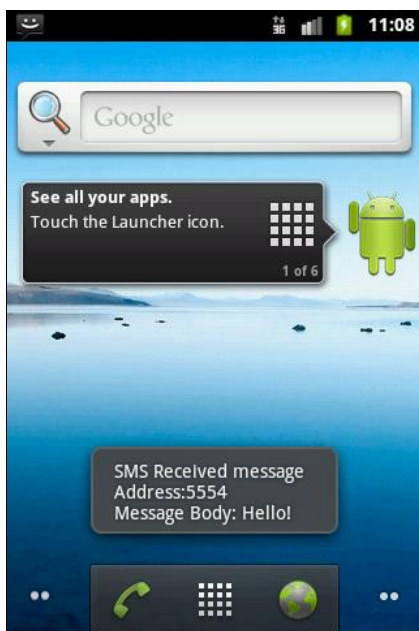 3G
11:08
Google
See all your apps.
Touch the Launcher icon.
1 of 6
SMS Received message
Address:5554
Message Body: Hello!